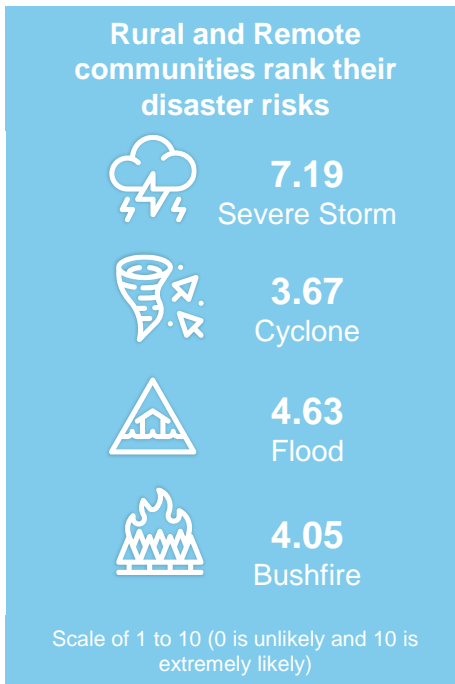 Rural and Remote
communities rank their
disaster risks
7.19
Severe Storm
3.67
Cyclone
4.63
Flood
4.05
Bushfire
Scale of 1 to 10 (0 is unlikely and 10 is
extremely likely)